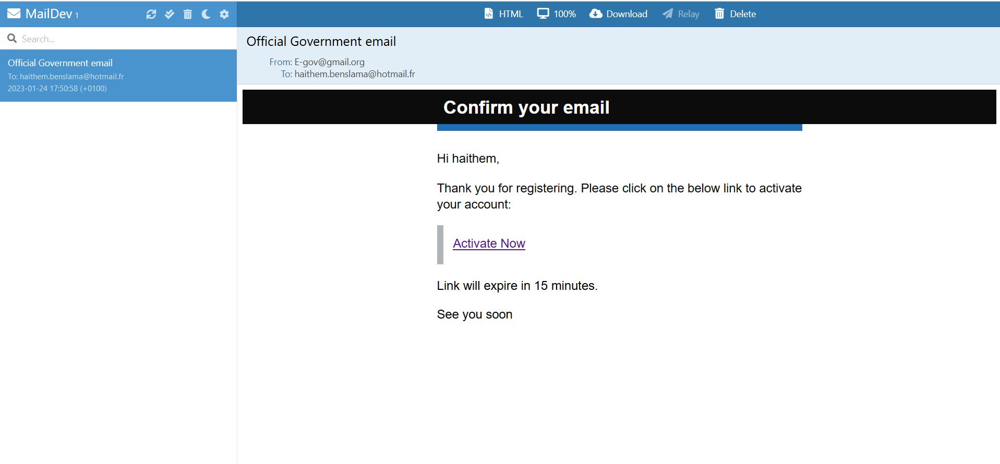 MailDev 1
HTML 100% Download Relay Delete
Search...
Official Government email
To: haithem.benslama@hotmail.fr
2023-01-24 17:50:58 (+0100)
Official Government email
From: E-gov@gmail.org
To: haithem.benslama@hotmail.fr
Confirm your email
Hi haithem,
Thank you for registering. Please click on the below link to activate
your account:
Activate Now
Link will expire in 15 minutes.
See you soon